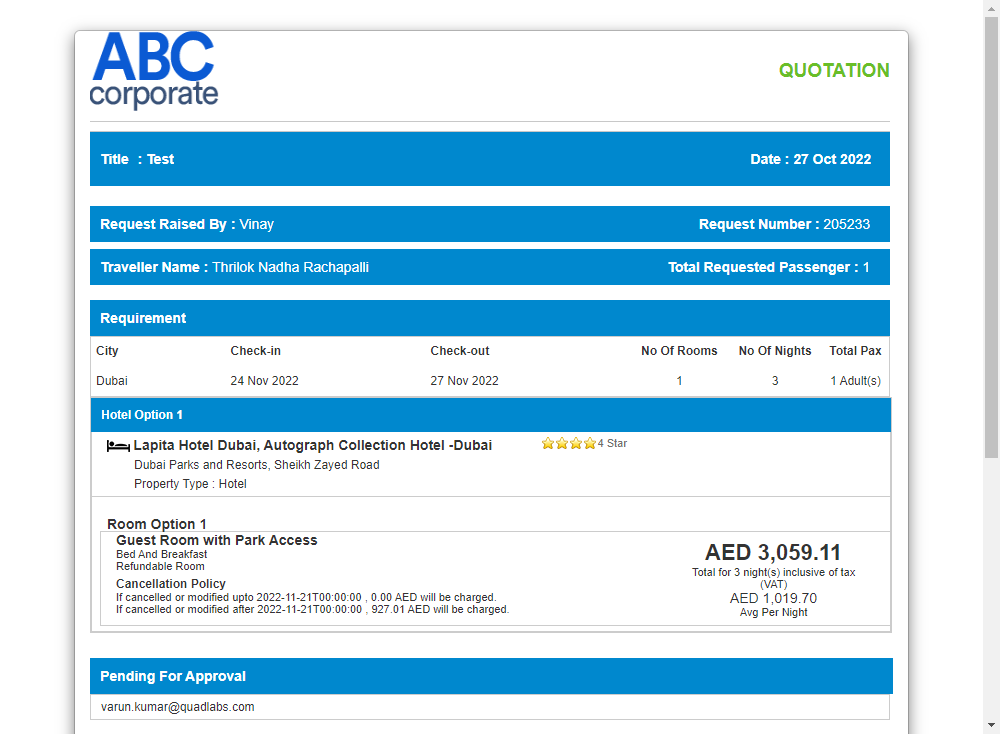 ABC
corporate
QUOTATION
Title : Test
Date : 27 Oct 2022
Request Raised By : Vinay
Request Number : 205233
Traveller Name : Thrilok Nadha Rachapalli
Total Requested Passenger : 1
Requirement
City Check-in Check-out No Of Rooms No Of Nights Total Pax
Dubai 24 Nov 2022 27 Nov 2022 1 3 1 Adult(s)
Hotel Option 1
Lapita Hotel Dubai, Autograph Collection Hotel -Dubai
4 Star
Dubai Parks and Resorts, Sheikh Zayed Road
Property Type : Hotel
Room Option 1
Guest Room with Park Access
Bed And Breakfast
Refundable Room
Cancellation Policy
If cancelled or modified upto 2022-11-21T00:00:00 , 0.00 AED will be charged.
If cancelled or modified after 2022-11-21T00:00:00 , 927.01 AED will be charged.
AED 3,059.11
Total for 3 night(s) inclusive of tax
(VAT)
AED 1,019.70
Avg Per Night
Pending For Approval
varun.kumar@quadlabs.com